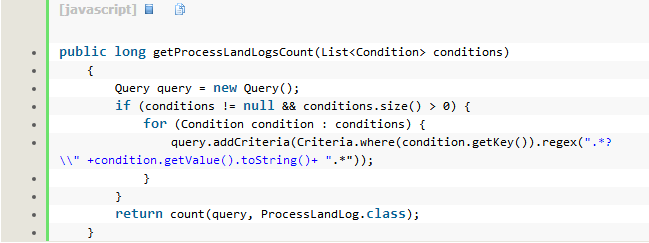 [javascript]
public long getProcessLandLogsCount(List<Condition> conditions)
{
Query query = new Query();
if (conditions != null && conditions.size() > 0) {
for (Condition condition : conditions) {
query.addCriteria(Criteria.where(condition.getKey()).regex(".*?
\\" +condition.getValue().toString()+ ".*"));
}
}
return count(query, ProcessLandLog.class);
}